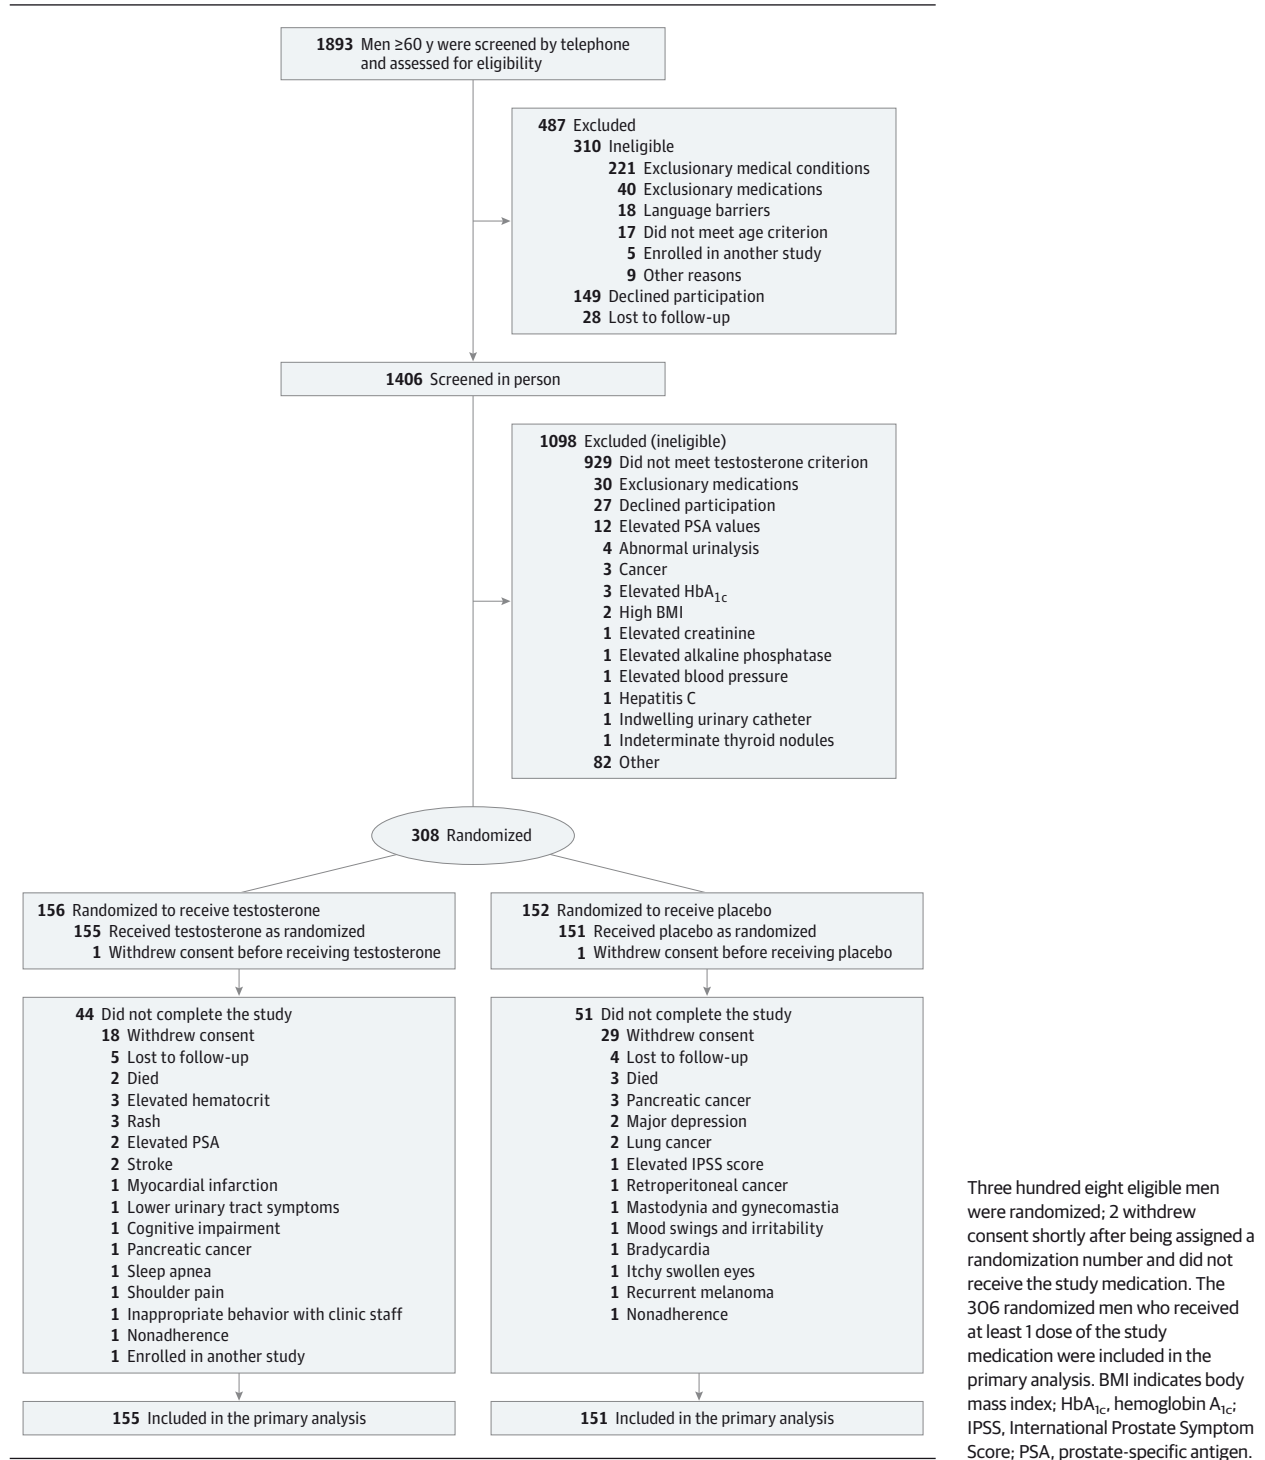 1893 Men ≥60 y were screened by telephone
and assessed for eligibility
487 Excluded
310 Ineligible
221 Exclusionary medical conditions
40 Exclusionary medications
18 Language barriers
17 Did not meet age criterion
5 Enrolled in another study
9 Other reasons
149 Declined participation
28 Lost to follow-up
1406 Screened in person
1098 Excluded (ineligible)
929 Did not meet testosterone criterion
30 Exclusionary medications
27 Declined participation
12 Elevated PSA values
4 Abnormal urinalysis
3 Cancer
3 Elevated HbA1c
2 High BMI
1 Elevated creatinine
1 Elevated alkaline phosphatase
1 Elevated blood pressure
1 Hepatitis C
1 Indwelling urinary catheter
1 Indeterminate thyroid nodules
82 Other
308 Randomized
156 Randomized to receive testosterone
155 Received testosterone as randomized
1 Withdrew consent before receiving testosterone
152 Randomized to receive placebo
151 Received placebo as randomized
1 Withdrew consent before receiving placebo
44 Did not complete the study
18 Withdrew consent
5 Lost to follow-up
2 Died
3 Elevated hematocrit
3 Rash
2 Elevated PSA
2 Stroke
1 Myocardial infarction
1 Lower urinary tract symptoms
1 Cognitive impairment
1 Pancreatic cancer
1 Sleep apnea
1 Shoulder pain
1 Inappropriate behavior with clinic staff
1 Nonadherence
1 Enrolled in another study
51 Did not complete the study
29 Withdrew consent
4 Lost to follow-up
3 Died
3 Pancreatic cancer
2 Major depression
2 Lung cancer
1 Elevated IPSS score
1 Retroperitoneal cancer
1 Mastodynia and gynecomastia
1 Mood swings and irritability
1 Bradycardia
1 Itchy swollen eyes
1 Recurrent melanoma
1 Nonadherence
155 Included in the primary analysis
151 Included in the primary analysis
Three hundred eight eligible men
were randomized; 2 withdrew
consent shortly after being assigned a
randomization number and did not
receive the study medication. The
306 randomized men who received
at least 1 dose of the study
medication were included in the
primary analysis. BMI indicates body
mass index; HbA1c, hemoglobin A1c;
IPSS, International Prostate Symptom
Score; PSA, prostate-specific antigen.